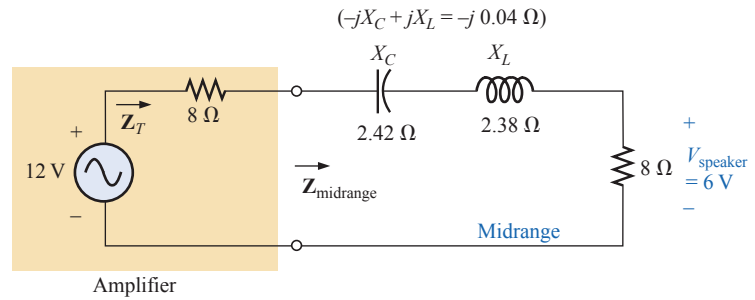 (–jX_C + jX_L = –j 0.04 Ω)
X_C
X_L
Z_T
8 Ω
2.42 Ω
2.38 Ω
+
12 V
–
Z_midrange
8 Ω
+
V_speaker
= 6 V
–
Midrange
Amplifier